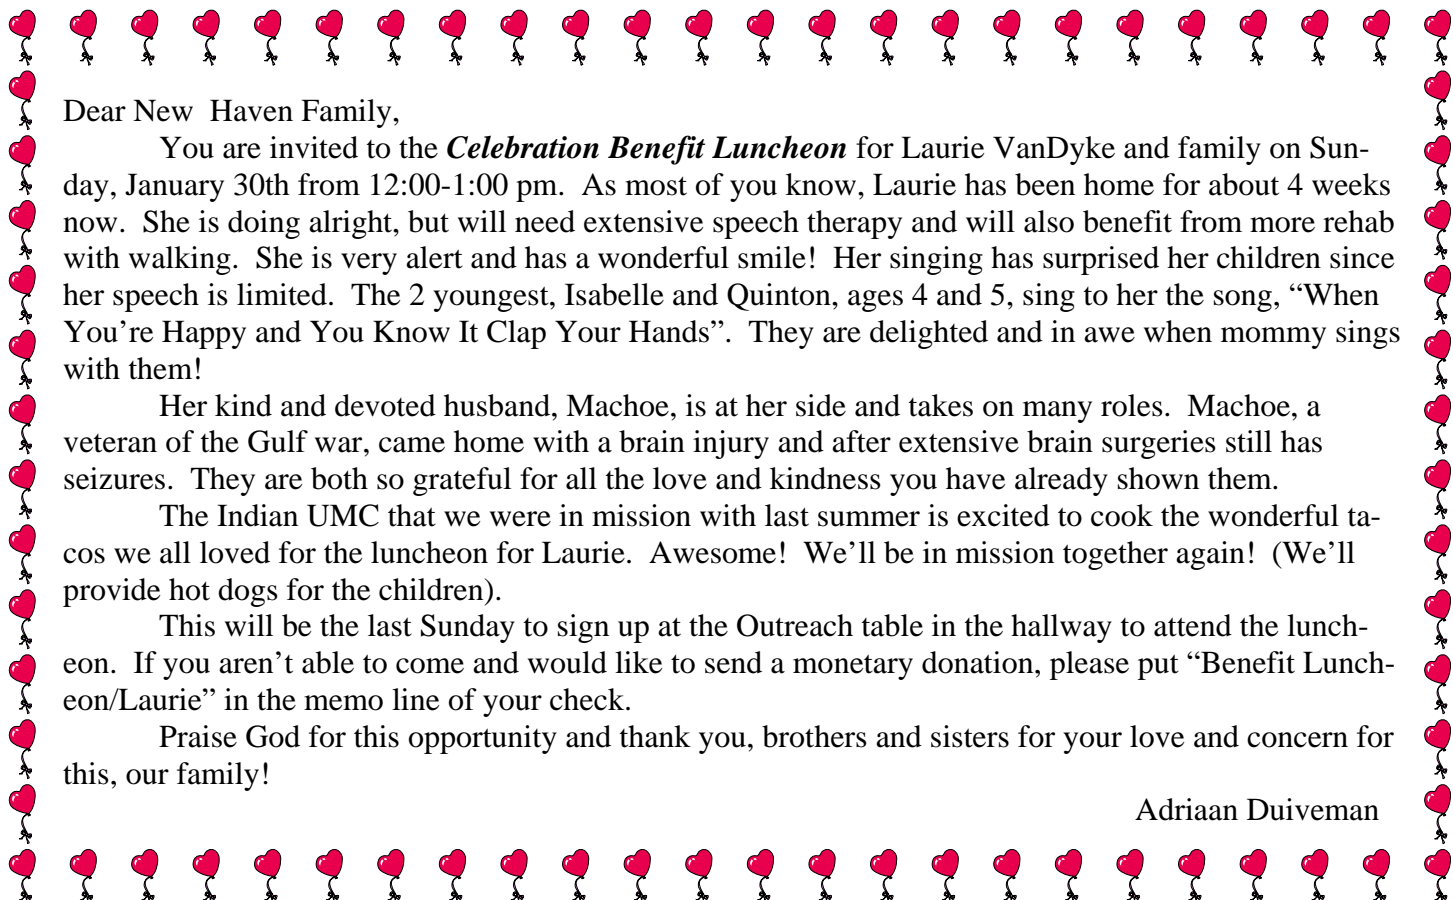 Dear New  Haven Family,
You are invited to the Celebration Benefit Luncheon for Laurie VanDyke and family on Sun-
day, January 30th from 12:00-1:00 pm.  As most of you know, Laurie has been home for about 4 weeks
now.  She is doing alright, but will need extensive speech therapy and will also benefit from more rehab
with walking.  She is very alert and has a wonderful smile!  Her singing has surprised her children since
her speech is limited.  The 2 youngest, Isabelle and Quinton, ages 4 and 5, sing to her the song, “When
You’re Happy and You Know It Clap Your Hands”.  They are delighted and in awe when mommy sings
with them!
Her kind and devoted husband, Machoe, is at her side and takes on many roles.  Machoe, a
veteran of the Gulf war, came home with a brain injury and after extensive brain surgeries still has
seizures.  They are both so grateful for all the love and kindness you have already shown them.
The Indian UMC that we were in mission with last summer is excited to cook the wonderful ta-
cos we all loved for the luncheon for Laurie.  Awesome!  We’ll be in mission together again!  (We’ll
provide hot dogs for the children).
This will be the last Sunday to sign up at the Outreach table in the hallway to attend the lunch-
eon.  If you aren’t able to come and would like to send a monetary donation, please put “Benefit Lunch-
eon/Laurie” in the memo line of your check.
Praise God for this opportunity and thank you, brothers and sisters for your love and concern for
this, our family!
Adriaan Duiveman